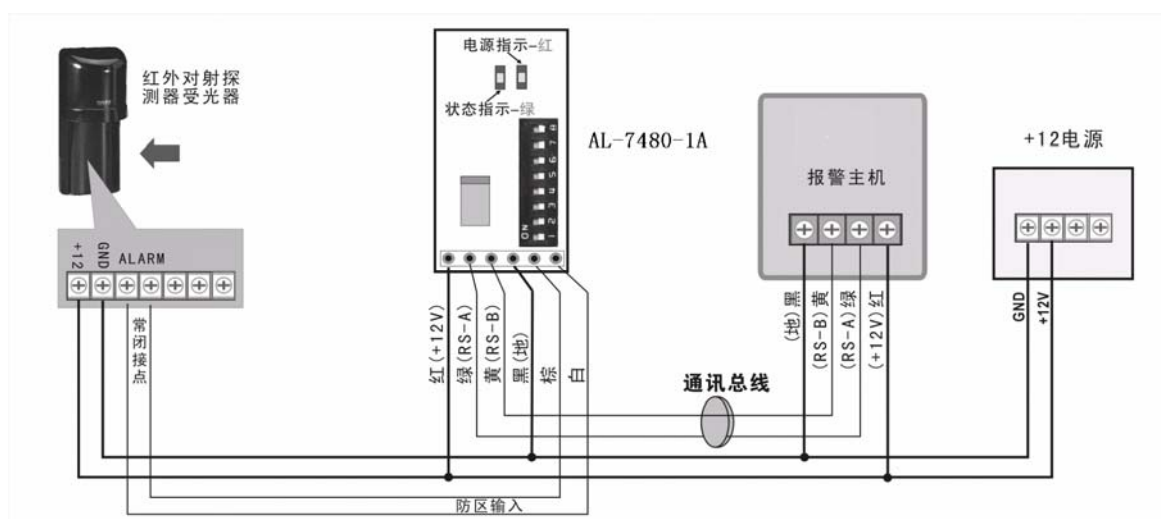 红外对射探
测器受光器
+12
GND
ALARM
常闭接点
电源指示-红
状态指示-绿
ON
1 2 3 4 5 6 7 8
AL-7480-1A
红(+12V)
绿(RS-A)
黄(RS-B)
黑(地)
棕
白
报警主机
(地)黑
(RS-B)黄
(RS-A)绿
(+12V)红
+12电源
GND
+12V
通讯总线
防区输入